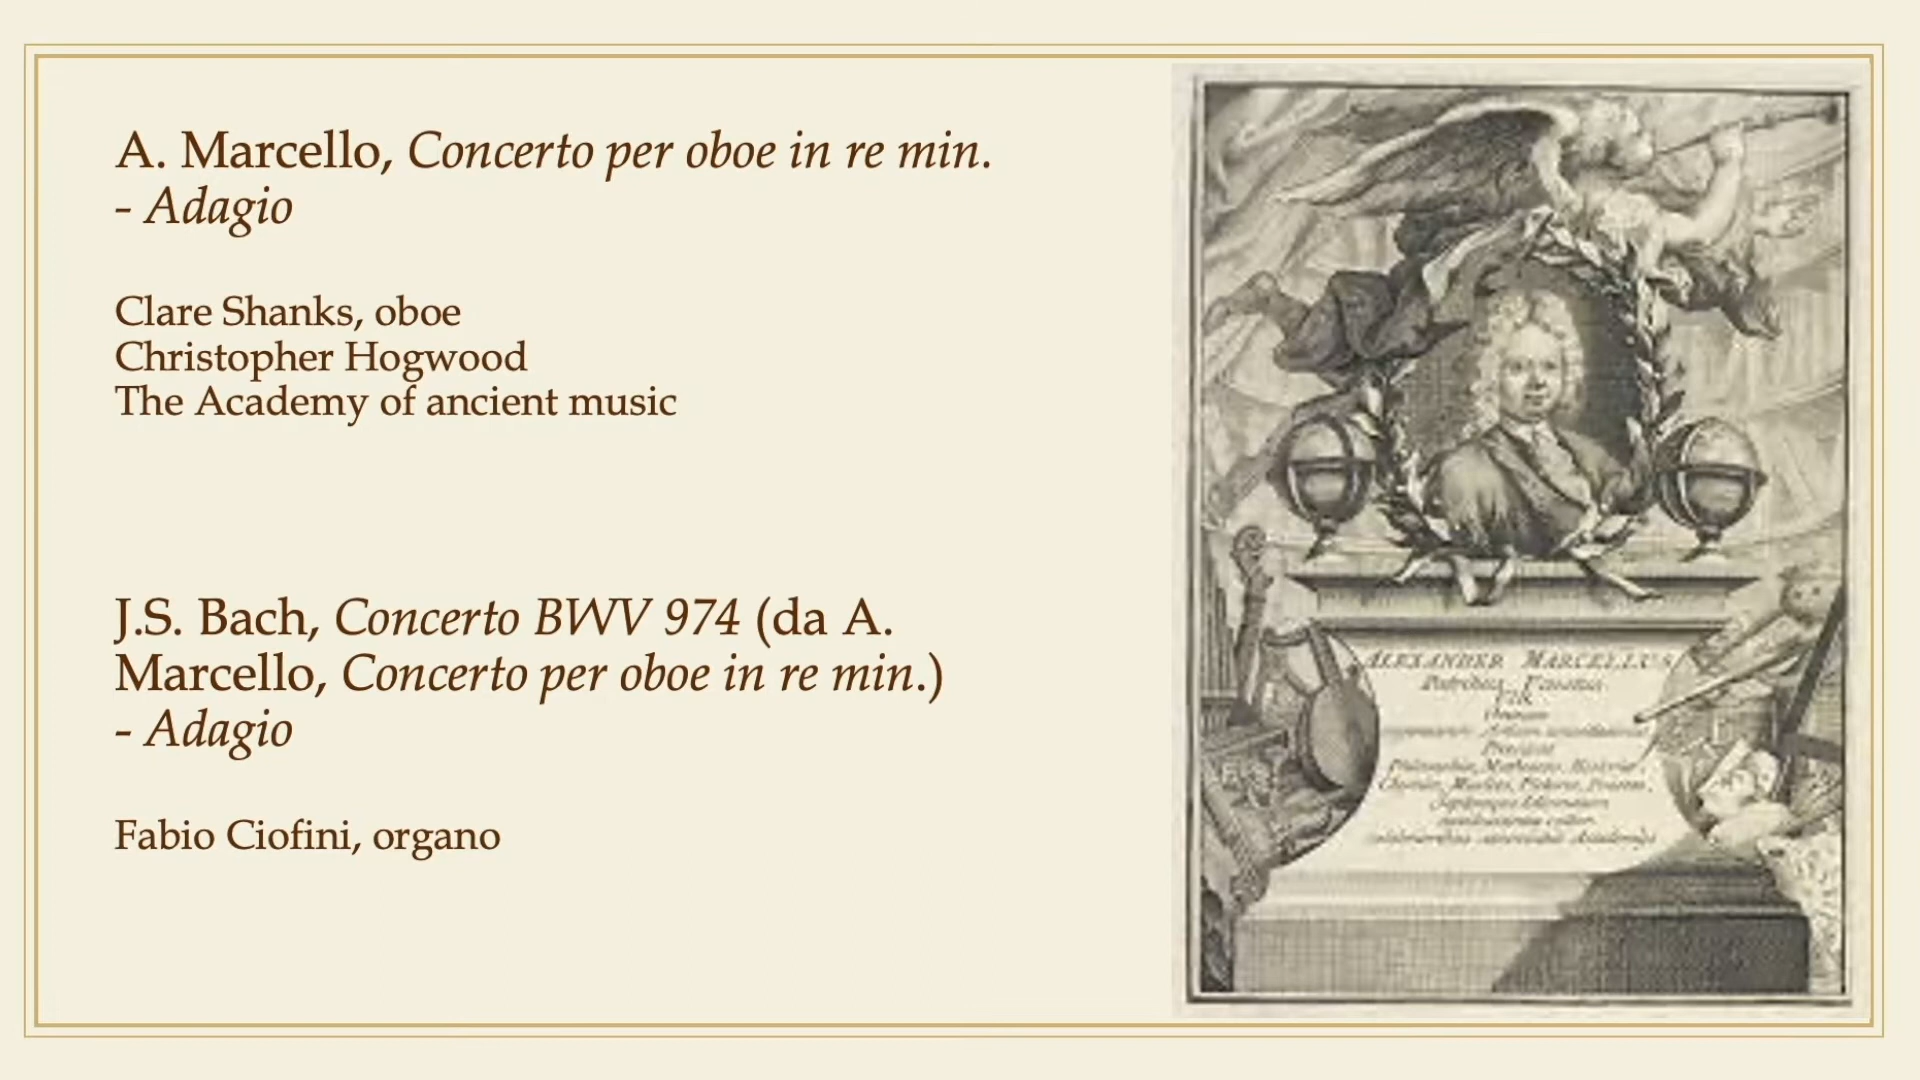 A. Marcello, Concerto per oboe in re min.
- Adagio
Clare Shanks, oboe
Christopher Hogwood
The Academy of ancient music
J.S. Bach, Concerto BWV 974 (da A.
Marcello, Concerto per oboe in re min.)
- Adagio
Fabio Ciofini, organo
ALEXANDER MARCELLUS